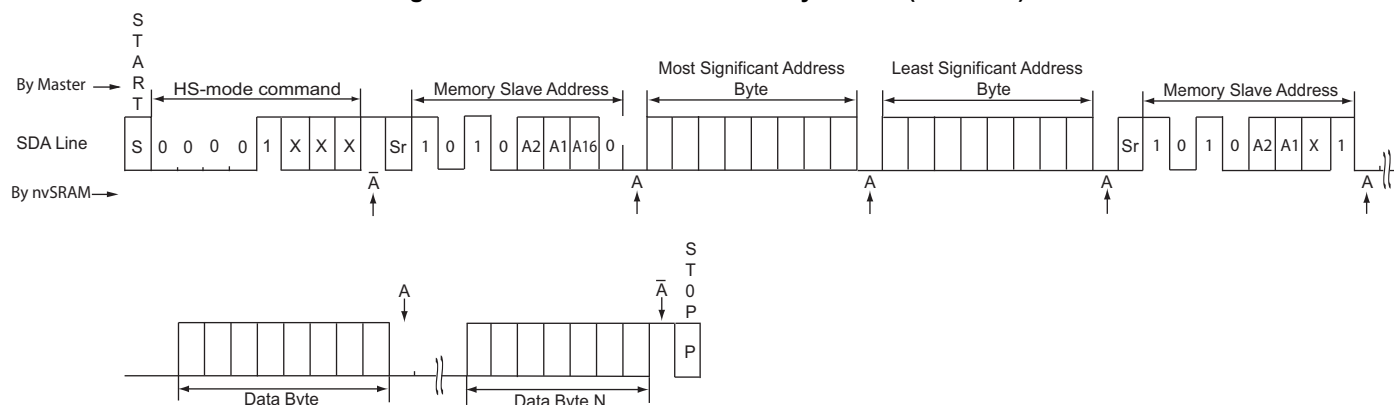 START
Most Significant Address Byte
Least Significant Address Byte
By Master
HS-mode command
Memory Slave Address
Memory Slave Address
SDA Line
S 0 0 0 0 1 X X X Sr 1 0 1 0 A2 A1 A16 0 Sr 1 0 1 0 A2 A1 X 1
By nvSRAM
A̅ A A A A
A A̅
ST0P
P
Data Byte
Data Byte N